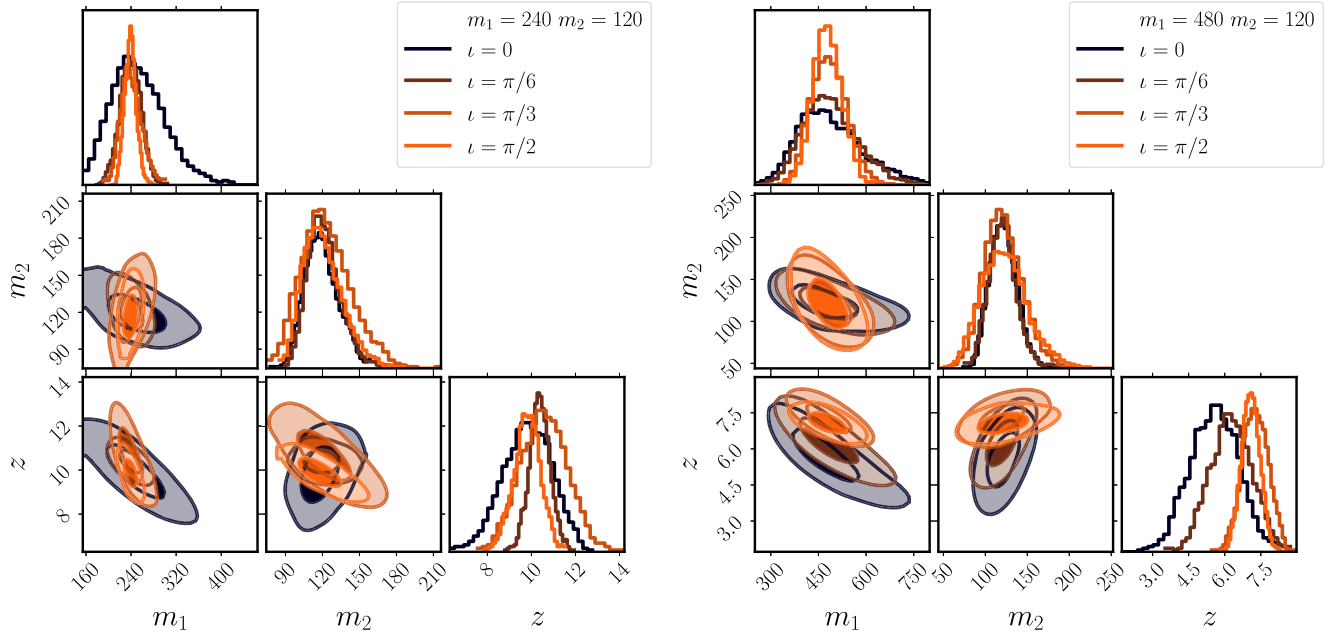 m₁ = 240 m₂ = 120
ι = 0
ι = π/6
ι = π/3
ι = π/2
m₂
210
180
150
120
90
z
14
12
10
8
160
240
320
400
m₁
90
120
150
180
210
m₂
8
10
12
14
z
m₁ = 480 m₂ = 120
ι = 0
ι = π/6
ι = π/3
ι = π/2
m₂
250
200
150
100
50
z
7.5
6.0
4.5
3.0
300
450
600
750
m₁
50
100
150
200
250
m₂
3.0
4.5
6.0
7.5
z